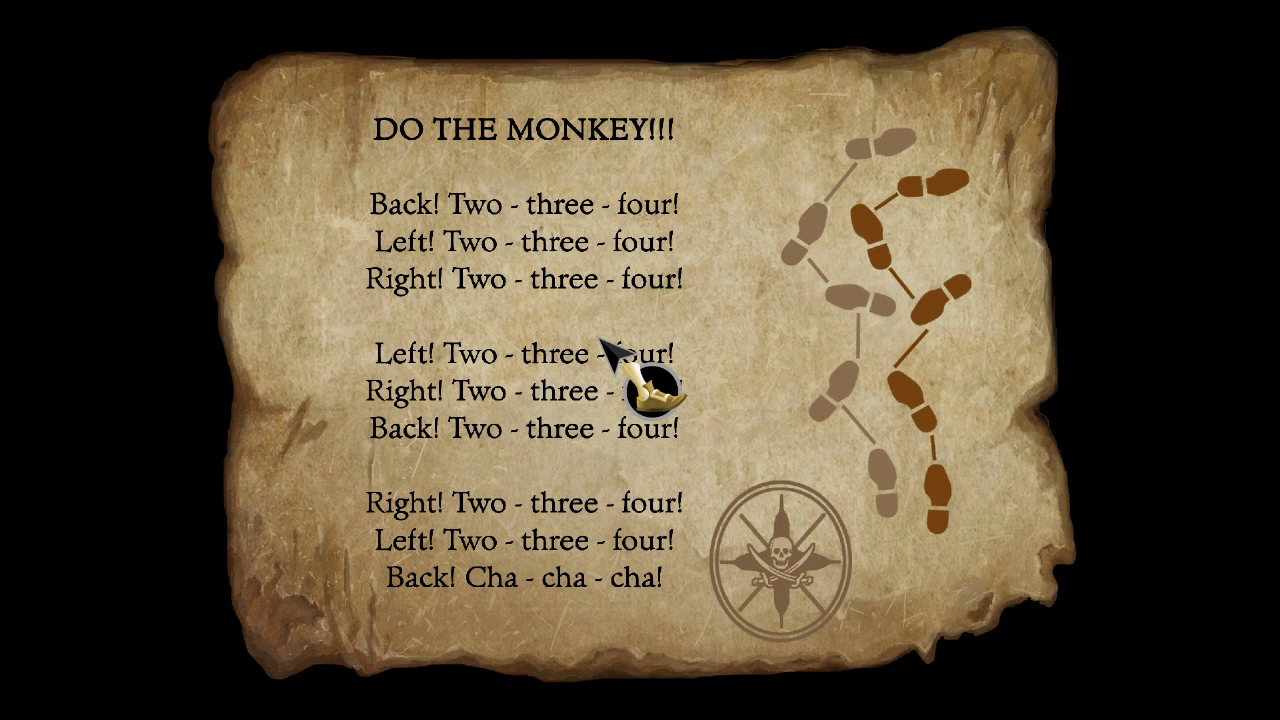 DO THE MONKEY!!!
Back! Two - three - four!
Left! Two - three - four!
Right! Two - three - four!
Left! Two - three - four!
Right! Two - three -
Back! Two - three - four!
Right! Two - three - four!
Left! Two - three - four!
Back! Cha - cha - cha!